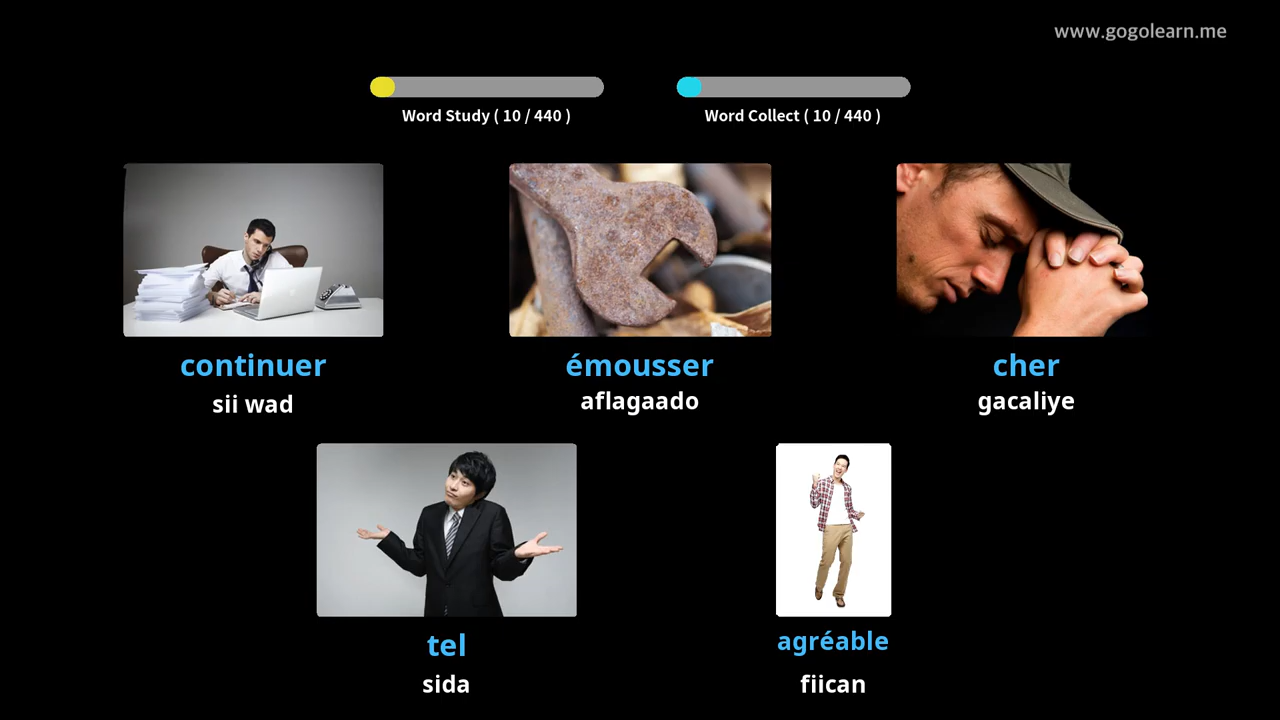 www.gogolearn.me
Word Study ( 10 / 440 )
Word Collect ( 10 / 440 )
continuer
sii wad
émousser
aflagaado
cher
gacaliye
tel
sida
agréable
fiican